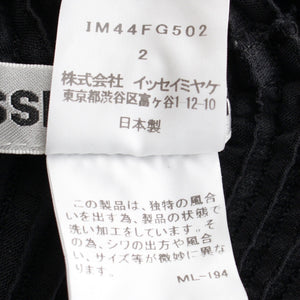 IM44FG502
2
株式会社 イッセイミヤケ
東京都渋谷区富ヶ谷1-12-10
日本製
この製品は、独特の風合
いを出す為、製品の状態で
洗い加工をしています。そ
の為、シワの出方や風合
い、サイズ等が微妙に異な
ります。
ML-194